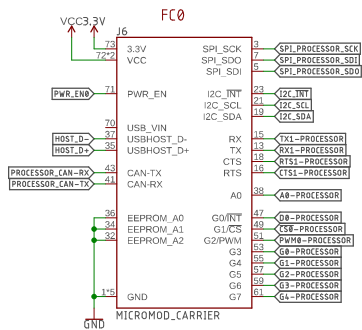 FC0
VCC 3.3V
J6
73 3.3V SPI_SCK 3 SPI_PROCESSOR_SCK
72*2 VCC SPI_SDO 7 SPI_PROCESSOR_SDI
SPI_SDI 5 SPI_PROCESSOR_SDO
PWR_EN0 71 PWR_EN I2C_INT 23 I2C_INT
I2C_SCL 21 I2C_SCL
I2C_SDA 19 I2C_SDA
70 USB_VIN
HOST_D- 37 USBHOST_D- RX 15 TX1-PROCESSOR
HOST_D+ 35 USBHOST_D+ TX 13 RX1-PROCESSOR
CTS 18 RTS1-PROCESSOR
PROCESSOR_CAN-RX 43 CAN-TX RTS 16 CTS1-PROCESSOR
PROCESSOR_CAN-TX 41 CAN-RX
A0 38 A0-PROCESSOR
36 EEPROM_A0 G0/INT 47 D0-PROCESSOR
34 EEPROM_A1 G1/CS 49 CS0-PROCESSOR
32 EEPROM_A2 G2/PWM 51 PWM0-PROCESSOR
G3 53 G0-PROCESSOR
G4 55 G1-PROCESSOR
G5 57 G2-PROCESSOR
G6 59 G3-PROCESSOR
1*5 GND G7 61 G4-PROCESSOR
MICROMOD_CARRIER
GND